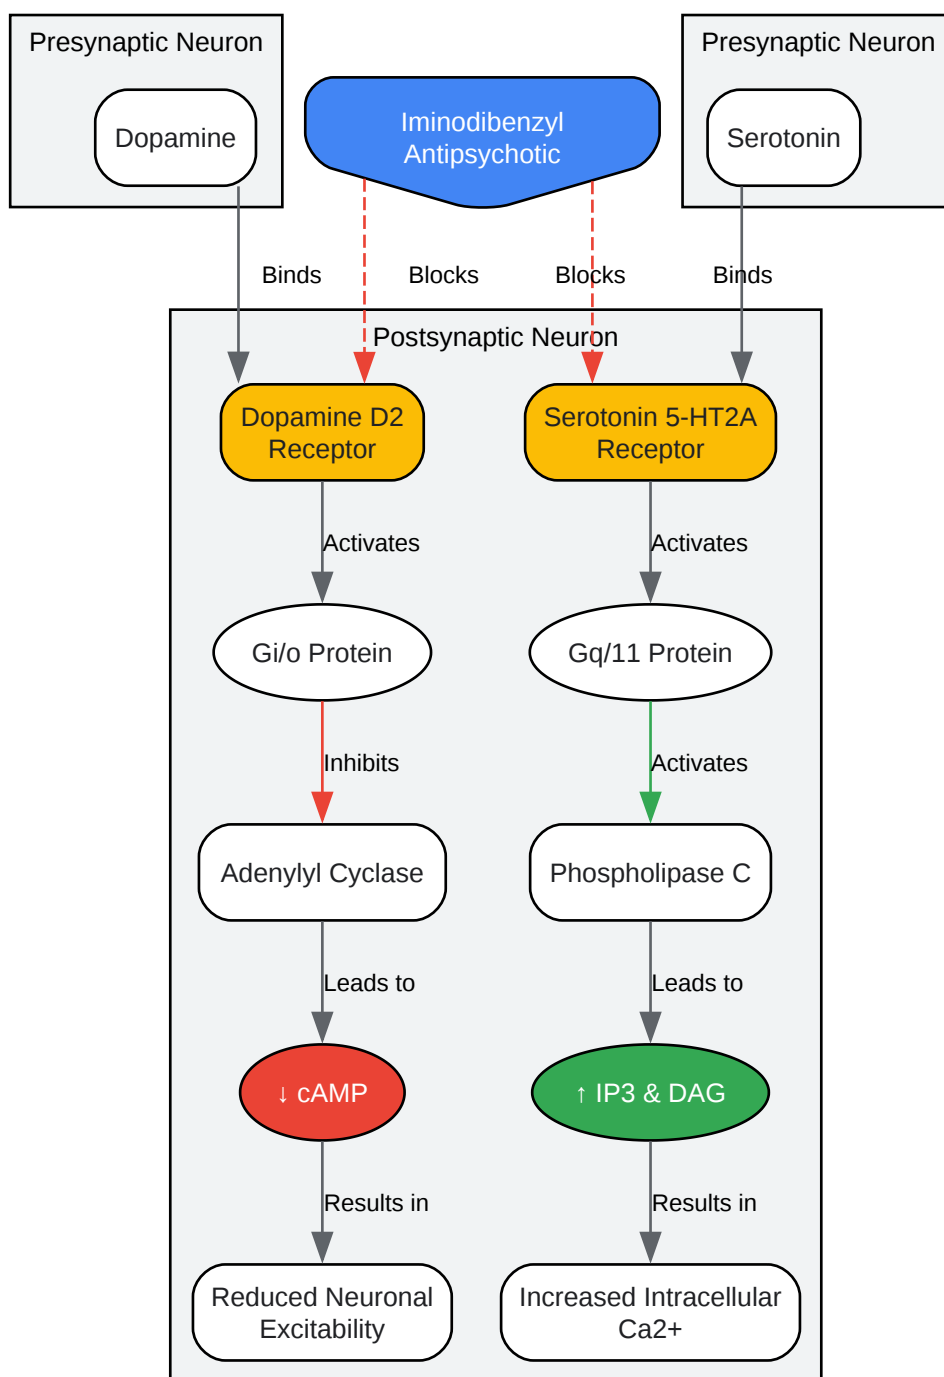 Presynaptic Neuron
Presynaptic Neuron
Dopamine
Iminodibenzyl
Antipsychotic
Serotonin
Binds
Blocks
Blocks
Binds
Postsynaptic Neuron
Dopamine D2
Receptor
Serotonin 5-HT2A
Receptor
Activates
Activates
Gi/o Protein
Gq/11 Protein
Inhibits
Activates
Adenylyl Cyclase
Phospholipase C
Leads to
Leads to
↓ cAMP
↑ IP3 & DAG
Results in
Results in
Reduced Neuronal
Excitability
Increased Intracellular
Ca2+